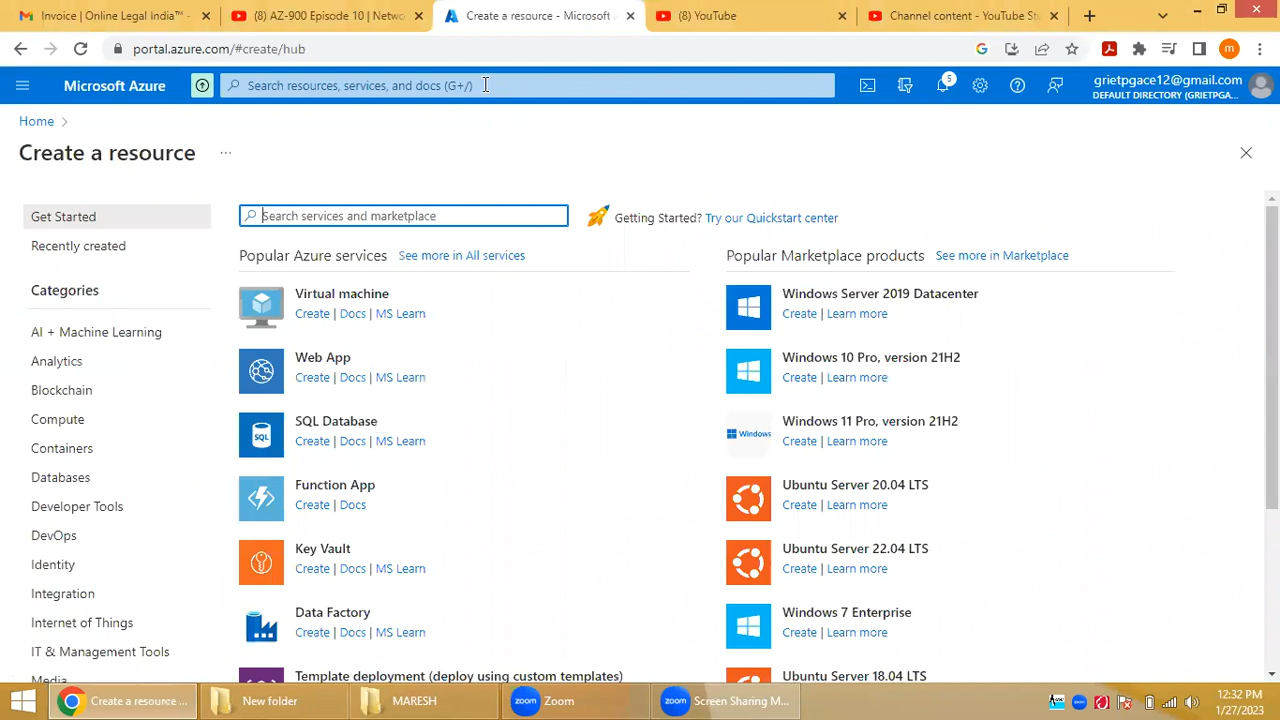 Invoice | Online Legal India™ -
(8) AZ-900 Episode 10 | Netwo
Create a resource - Microsoft
(8) YouTube
Channel content - YouTube St
portal.azure.com/#create/hub
m
Microsoft Azure
Search resources, services, and docs (G+/)
5
grietpgace12@gmail.com
DEFAULT DIRECTORY (GRIETPGA...
Home
Create a resource
...
Get Started
Search services and marketplace
Getting Started? Try our Quickstart center
Recently created
Popular Azure services See more in All services
Popular Marketplace products See more in Marketplace
Categories
Virtual machine
Create | Docs | MS Learn
Windows Server 2019 Datacenter
Create | Learn more
AI + Machine Learning
Analytics
Web App
Create | Docs | MS Learn
Windows 10 Pro, version 21H2
Create | Learn more
Blockchain
Compute
SQL
SQL Database
Create | Docs | MS Learn
Windows
Windows 11 Pro, version 21H2
Create | Learn more
Containers
Databases
Function App
Create | Docs
Ubuntu Server 20.04 LTS
Create | Learn more
Developer Tools
DevOps
Key Vault
Create | Docs | MS Learn
Ubuntu Server 22.04 LTS
Create | Learn more
Identity
Integration
Data Factory
Create | Docs | MS Learn
Windows 7 Enterprise
Create | Learn more
Internet of Things
IT & Management Tools
Media
Template deployment (deploy using custom templates)
Ubuntu Server 18.04 LTS
Create a resource ...
New folder
MARESH
zoom
Zoom
zoom
Screen Sharing M...
12:32 PM
1/27/2023